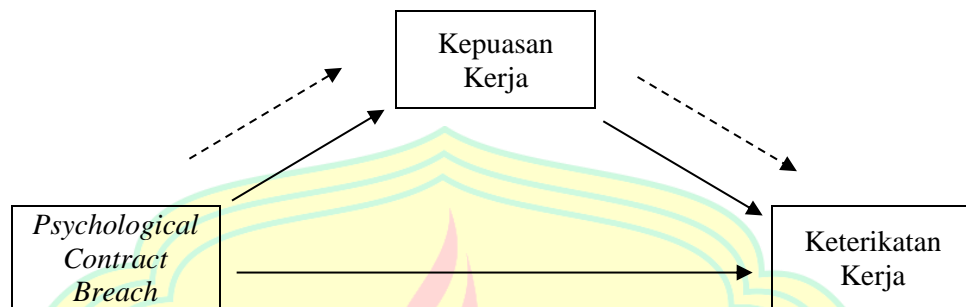 Kepuasan
Kerja
Psychological
Contract
Breach
Keterikatan
Kerja